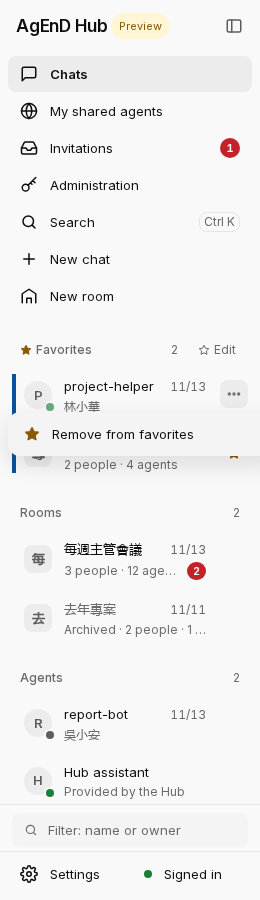 AgEnD Hub Preview
Chats
My shared agents
Invitations 1
Administration
Search Ctrl K
New chat
New room
Favorites 2 Edit
P project-helper 11/13
林小華
Remove from favorites
2 people · 4 agents
Rooms 2
每 每週主管會議 11/13
3 people · 12 age… 2
去 去年專案 11/11
Archived · 2 people · 1 …
Agents 2
R report-bot 11/13
吳小安
H Hub assistant
Provided by the Hub
Filter: name or owner
Settings Signed in